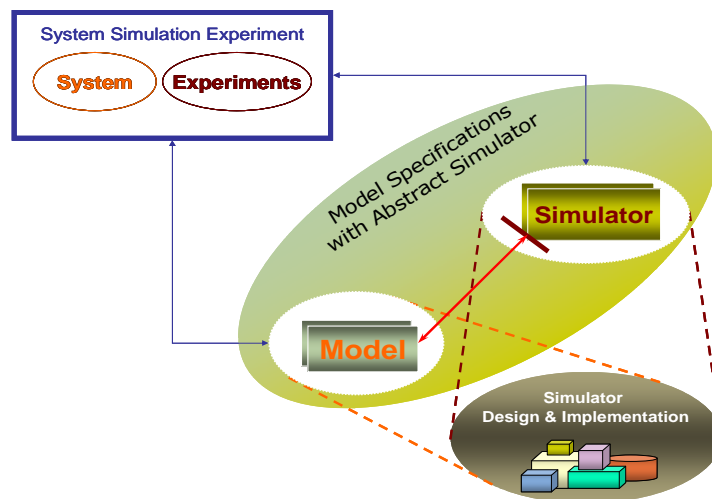 System Simulation Experiment
System
Experiments
Model Specifications
with Abstract Simulator
Simulator
Model
Simulator
Design & Implementation